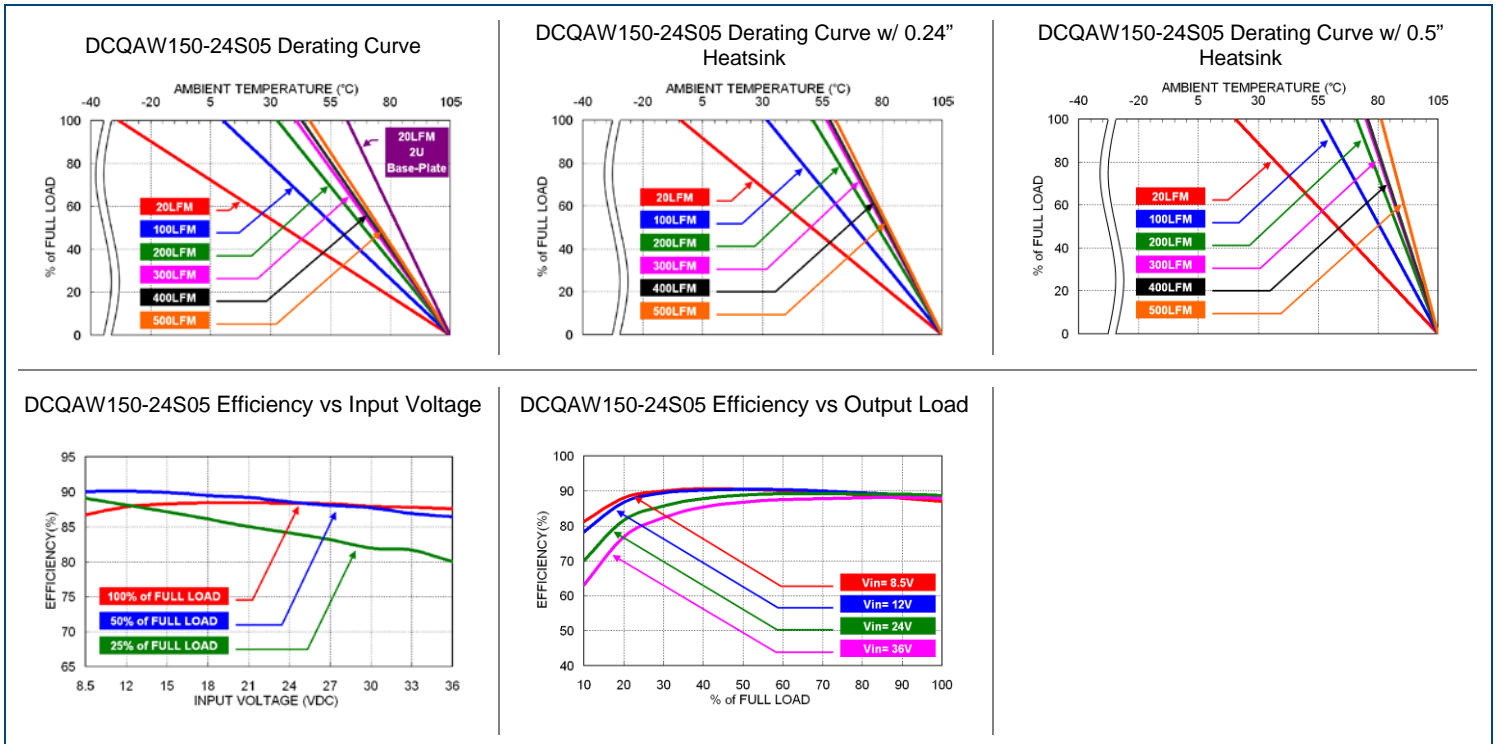 DCQAW150-24S05 Derating Curve
AMBIENT TEMPERATURE (°C)
-40 -20 5 30 55 80 105
100
80
60
40
20
0
% of FULL LOAD
20LFM
2U
Base-Plate
20LFM
100LFM
200LFM
300LFM
400LFM
500LFM
DCQAW150-24S05 Derating Curve w/ 0.24”
Heatsink
AMBIENT TEMPERATURE (°C)
-40 -20 5 30 55 80 105
100
80
60
40
20
0
% of FULL LOAD
20LFM
100LFM
200LFM
300LFM
400LFM
500LFM
DCQAW150-24S05 Derating Curve w/ 0.5”
Heatsink
AMBIENT TEMPERATURE (°C)
-40 -20 5 30 55 80 105
100
80
60
40
20
0
% of FULL LOAD
20LFM
100LFM
200LFM
300LFM
400LFM
500LFM
DCQAW150-24S05 Efficiency vs Input Voltage
95
90
85
80
75
70
65
EFFICIENCY(%)
100% of FULL LOAD
50% of FULL LOAD
25% of FULL LOAD
8.5 12 15 18 21 24 27 30 33 36
INPUT VOLTAGE (VDC)
DCQAW150-24S05 Efficiency vs Output Load
100
90
80
70
60
50
40
EFFICIENCY(%)
Vin= 8.5V
Vin= 12V
Vin= 24V
Vin= 36V
10 20 30 40 50 60 70 80 90 100
% of FULL LOAD